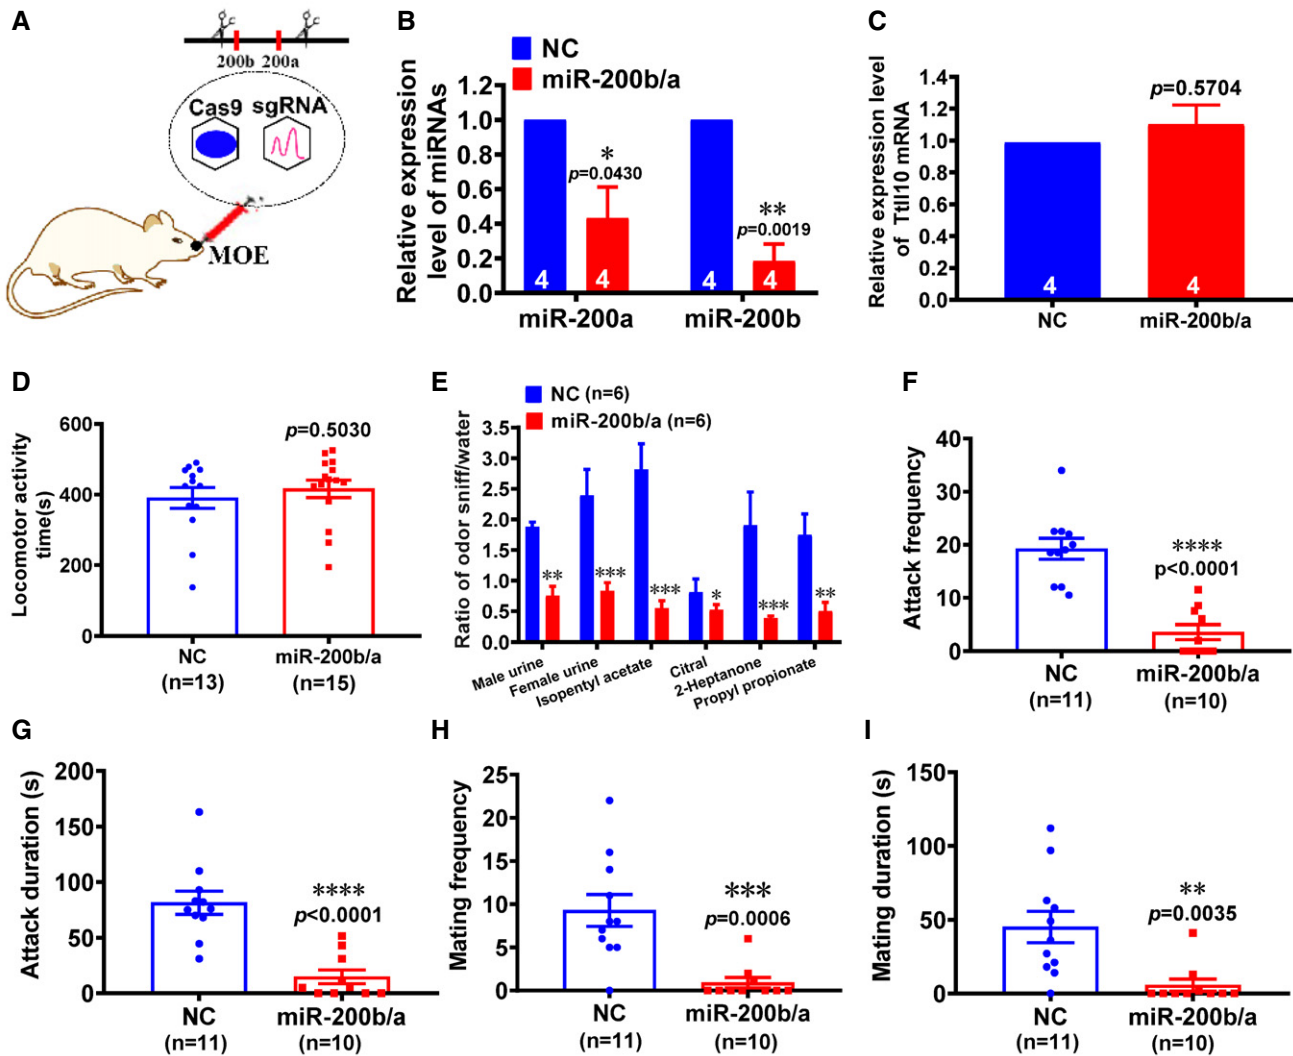 A
200b 200a
Cas9 sgRNA
MOE
B
NC
miR-200b/a
Relative expression
level of miRNAs
1.2
1.0
0.8
0.6
0.4
0.2
0.0
*
p=0.0430
**
p=0.0019
4 4 4 4
miR-200a miR-200b
C
Relative expression level
of Ttll10 mRNA
1.4
1.2
1.0
0.8
0.6
0.4
0.2
0.0
p=0.5704
4 4
NC miR-200b/a
D
Locomotor activity
time(s)
600
400
200
0
p=0.5030
NC miR-200b/a
(n=13) (n=15)
E
NC (n=6)
miR-200b/a (n=6)
Ratio of odor sniff/water
3.5
3.0
2.5
2.0
1.5
1.0
0.5
0.0
** *** *** * *** **
Male urine
Female urine
Isopentyl acetate
Citral
2-Heptanone
Propyl propionate
F
Attack frequency
40
30
20
10
0
****
p<0.0001
NC miR-200b/a
(n=11) (n=10)
G
Attack duration (s)
200
150
100
50
0
****
p<0.0001
NC miR-200b/a
(n=11) (n=10)
H
Mating frequency
25
20
15
10
5
0
***
p=0.0006
NC miR-200b/a
(n=11) (n=10)
I
Mating duration (s)
150
100
50
0
**
p=0.0035
NC miR-200b/a
(n=11) (n=10)